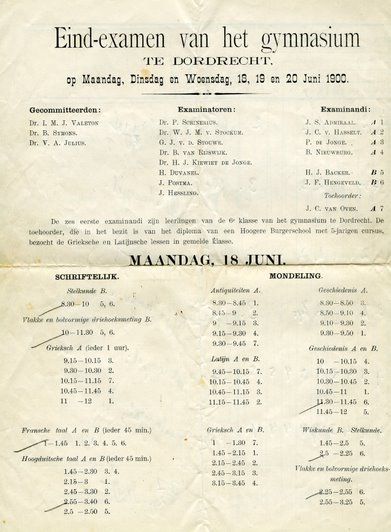 Eind-examen van het gymnasium
TE DORDRECHT.
op Maandag, Dinsdag en Woensdag, 18, 19 en 20 Juni 1900.
Gecommitteerden:
Dr. I. M. J. Valeton
Dr. B. Symons.
Dr. V. A. Julius.
Examinatoren:
Dr. P. Schinesius.
Dr. W. J. M. v. Stockum.
G. J. v. d. Stouwe.
Dr. B. van Rijswijk.
Dr. H. J. Kiewiet de Jonge.
H. Duvanel.
J. Postma.
J. Hessling.
Examinandi:
J. S. Admiraal. A 1
J. C. v. Hasselt. A 2
P. de Jonge. A 3
B. Nieuwburg. A 4
H. J. Backer. B 5
J. F. Hengeveld. B 6
Toehoorder:
J. C. van Oven. A 7
De zes eerste examinandi zijn leerlingen van de 6e klasse van het gymnasium te Dordrecht. De
toehoorder, die in het bezit is van het diploma van een Hoogere Burgerschool met 5-jarigen cursus,
bezocht de Grieksche en Latijnsche lessen in gemelde klasse.
MAANDAG, 18 JUNI.
SCHRIFTELIJK.
Stelkunde B.
8.30-10 5, 6.
Vlakke en bolvormige driehoeksmeting B.
10-11.30 5, 6.
Grieksch A (ieder 1 uur).
9.15-10.15 3.
9.30-10.30 2.
10.15-11.15 7.
10.45-11.45 4.
11 -12 1.
Fransche taal A en B (ieder 45 min.)
1-1.45 1. 2. 3. 4. 5. 6.
Hoogduitsche taal A en B (ieder 45 min.)
1.45-2.30 3. 4.
2.15-3 1.
2.45-3.30 2.
2.55-3.40 6.
2.5 -2.50 5.
MONDELING.
Antiquiteiten A.
8.30-8.45 1.
8.45-9 2.
9 -9.15 3.
9.15-9.30 4.
9.30-9.45 7.
Latijn A en B.
9.45-10.15 7.
10.15-10.45 4.
10.45-11.15 3.
11.15-11.45 2.
Grieksch A en B.
1 -1.30 7.
1.45-2.15 1.
2.15-2.45 2.
2.45-3.15 3.
3.15-3.45 4.
Geschiedenis A.
8.30-8.50 3.
8.50-9.10 4.
9.10-9.30 2.
9.30-9.50 1.
Geschiedenis A en B.
10 -10.15 4.
10.15-10.30 3.
10.30-10.45 2.
10.45-11 1.
11.30-11.45 6.
11.45-12 5.
Wiskunde B. Stelkunde.
1.45-2.5 5.
2.5 -2.25 6.
Vlakke en bolvormige driehoeks-
meting.
2.25-2.55 6.
2.55-3.25 5.